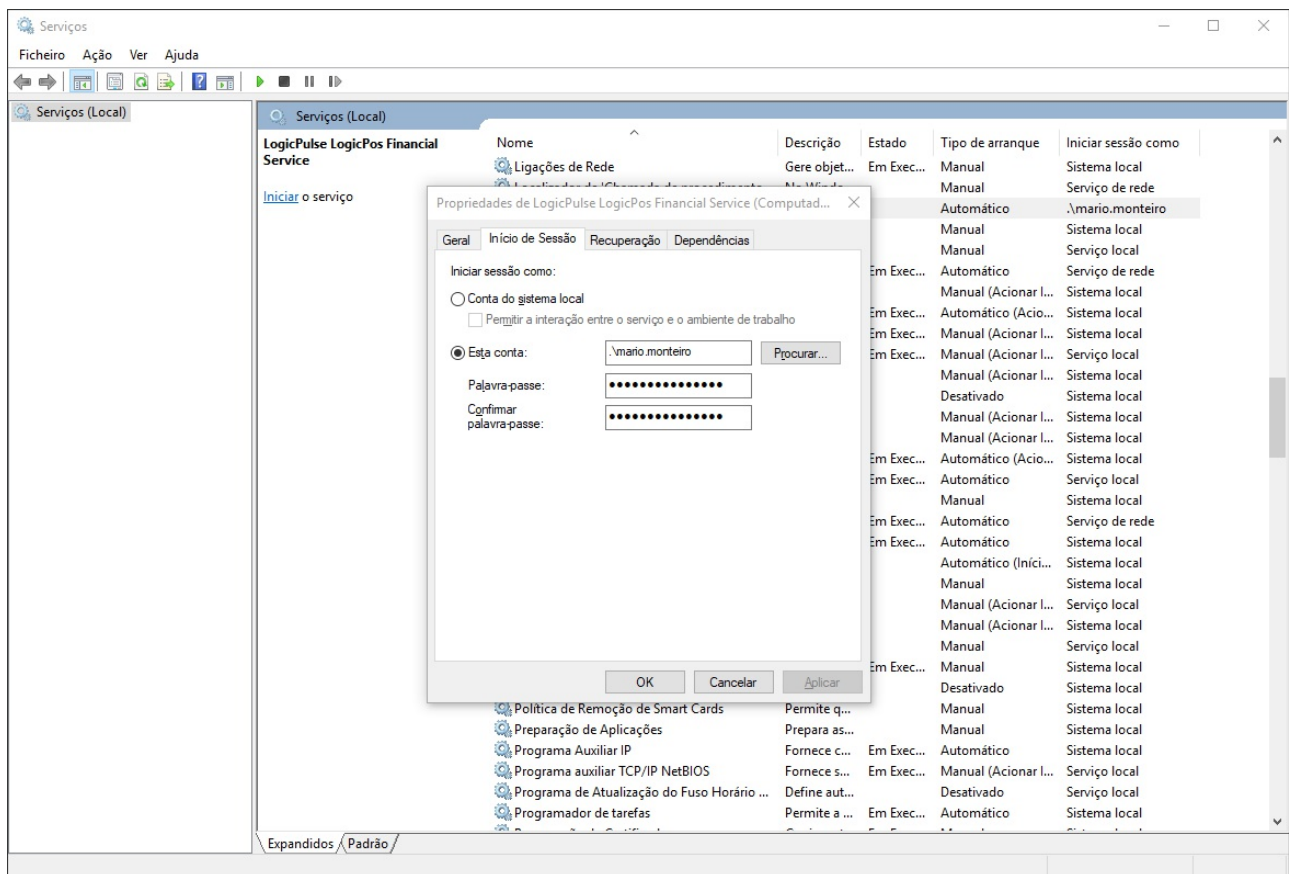 Serviços
Ficheiro Ação Ver Ajuda
Serviços (Local)
Serviços (Local)
LogicPulse LogicPos Financial
Service
Iniciar o serviço
Nome Descrição Estado Tipo de arranque Iniciar sessão como
Ligações de Rede Gere objet... Em Exec... Manual Sistema local
Manual Serviço de rede
Automático .\mario.monteiro
Manual Sistema local
Manual Serviço local
Em Exec... Automático Serviço de rede
Manual (Acionar I... Sistema local
Em Exec... Automático (Acio... Sistema local
Em Exec... Manual (Acionar I... Sistema local
Em Exec... Manual (Acionar I... Serviço local
Manual (Acionar I... Sistema local
Desativado Sistema local
Manual (Acionar I... Sistema local
Manual (Acionar I... Sistema local
Em Exec... Automático (Acio... Sistema local
Em Exec... Automático Serviço local
Manual Sistema local
Em Exec... Automático Serviço de rede
Em Exec... Automático Sistema local
Automático (Iníci... Sistema local
Manual Sistema local
Manual (Acionar I... Serviço local
Manual (Acionar I... Sistema local
Manual Serviço local
Em Exec... Manual Sistema local
Desativado Sistema local
Política de Remoção de Smart Cards Permite q... Manual Sistema local
Preparação de Aplicações Prepara as... Manual Sistema local
Programa Auxiliar IP Fornece c... Em Exec... Automático Sistema local
Programa auxiliar TCP/IP NetBIOS Fornece s... Em Exec... Manual (Acionar I... Serviço local
Programa de Atualização do Fuso Horário ... Define aut... Desativado Serviço local
Programador de tarefas Permite a ... Em Exec... Automático Sistema local
Propriedades de LogicPulse LogicPos Financial Service (Computad...
Geral Início de Sessão Recuperação Dependências
Iniciar sessão como:
Conta do sistema local
Permitir a interação entre o serviço e o ambiente de trabalho
Esta conta: .\mario.monteiro Procurar...
Palavra-passe: •••••••••••••••
Confirmar
palavra-passe: •••••••••••••••
OK Cancelar Aplicar
Expandidos Padrão